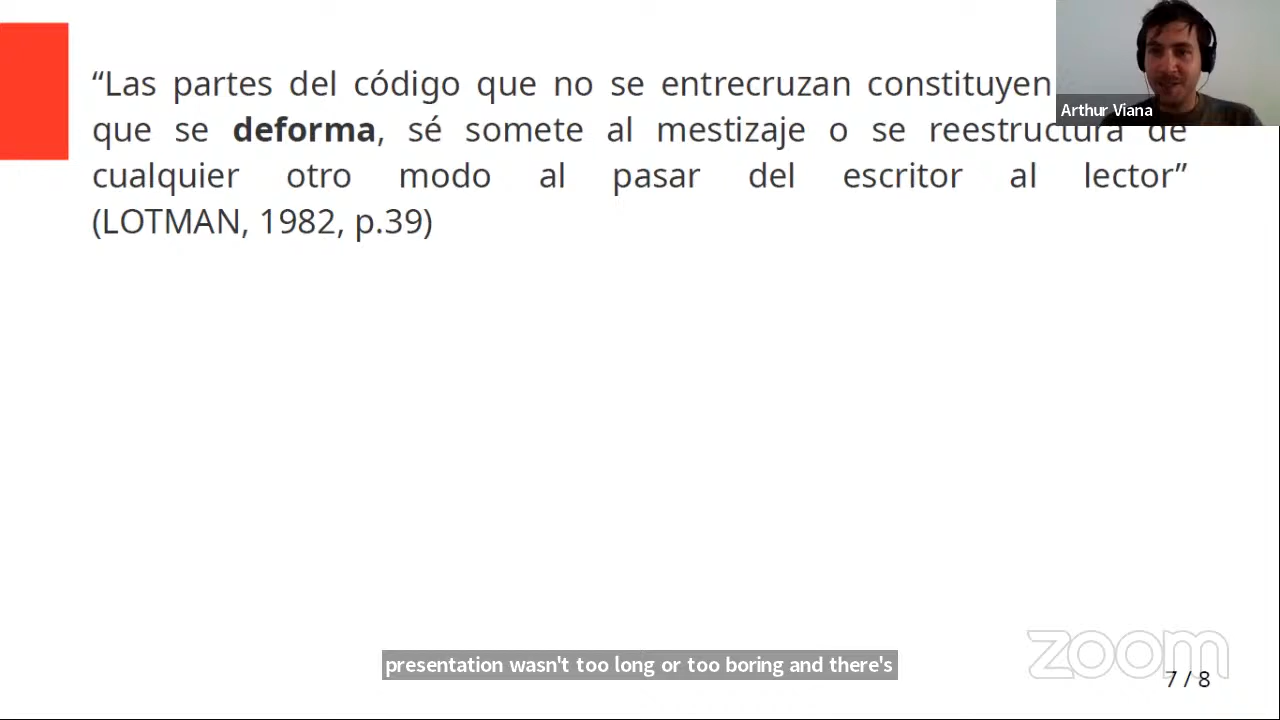 “Las partes del código que no se entrecruzan constituyen
que se deforma, sé somete al mestizaje o se reestructura de
cualquier otro modo al pasar del escritor al lector”
(LOTMAN, 1982, p.39)
Arthur Viana
presentation wasn't too long or too boring and there's
zoom
7 / 8